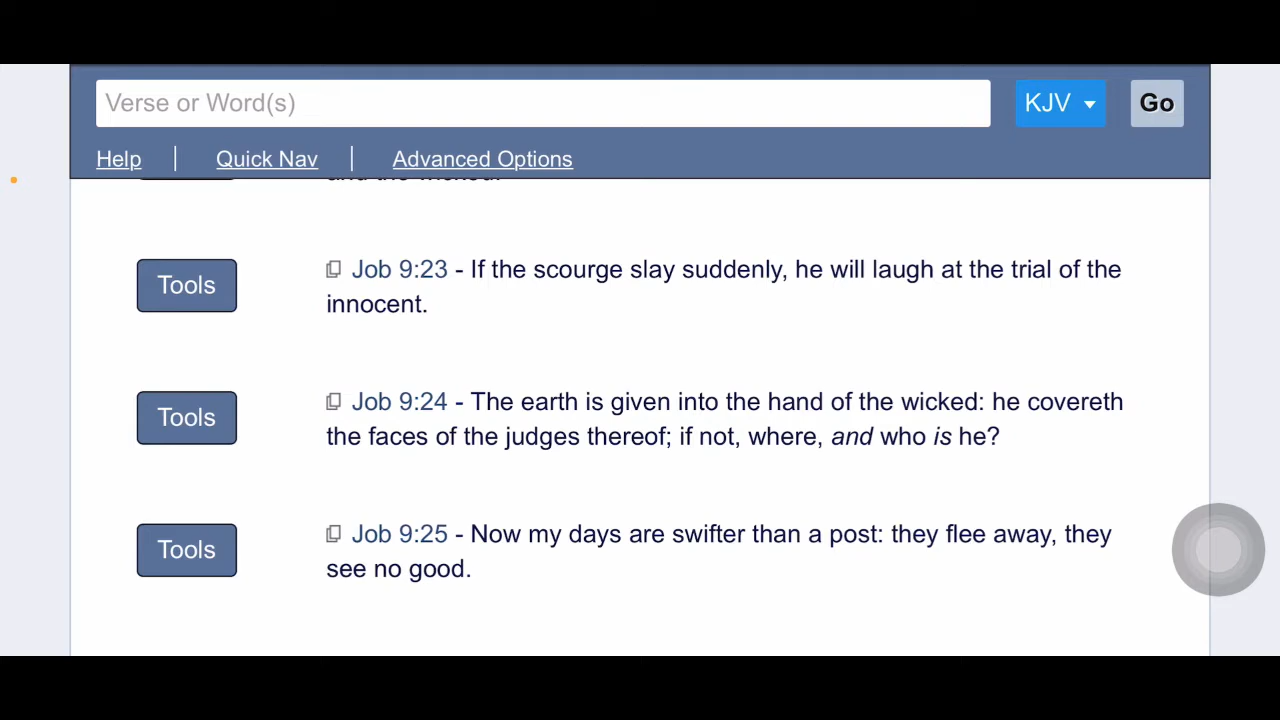 Verse or Word(s)
KJV
Go
Help | Quick Nav | Advanced Options
and the wicked.
Tools
Job 9:23 - If the scourge slay suddenly, he will laugh at the trial of the
innocent.
Tools
Job 9:24 - The earth is given into the hand of the wicked: he covereth
the faces of the judges thereof; if not, where, and who is he?
Tools
Job 9:25 - Now my days are swifter than a post: they flee away, they
see no good.